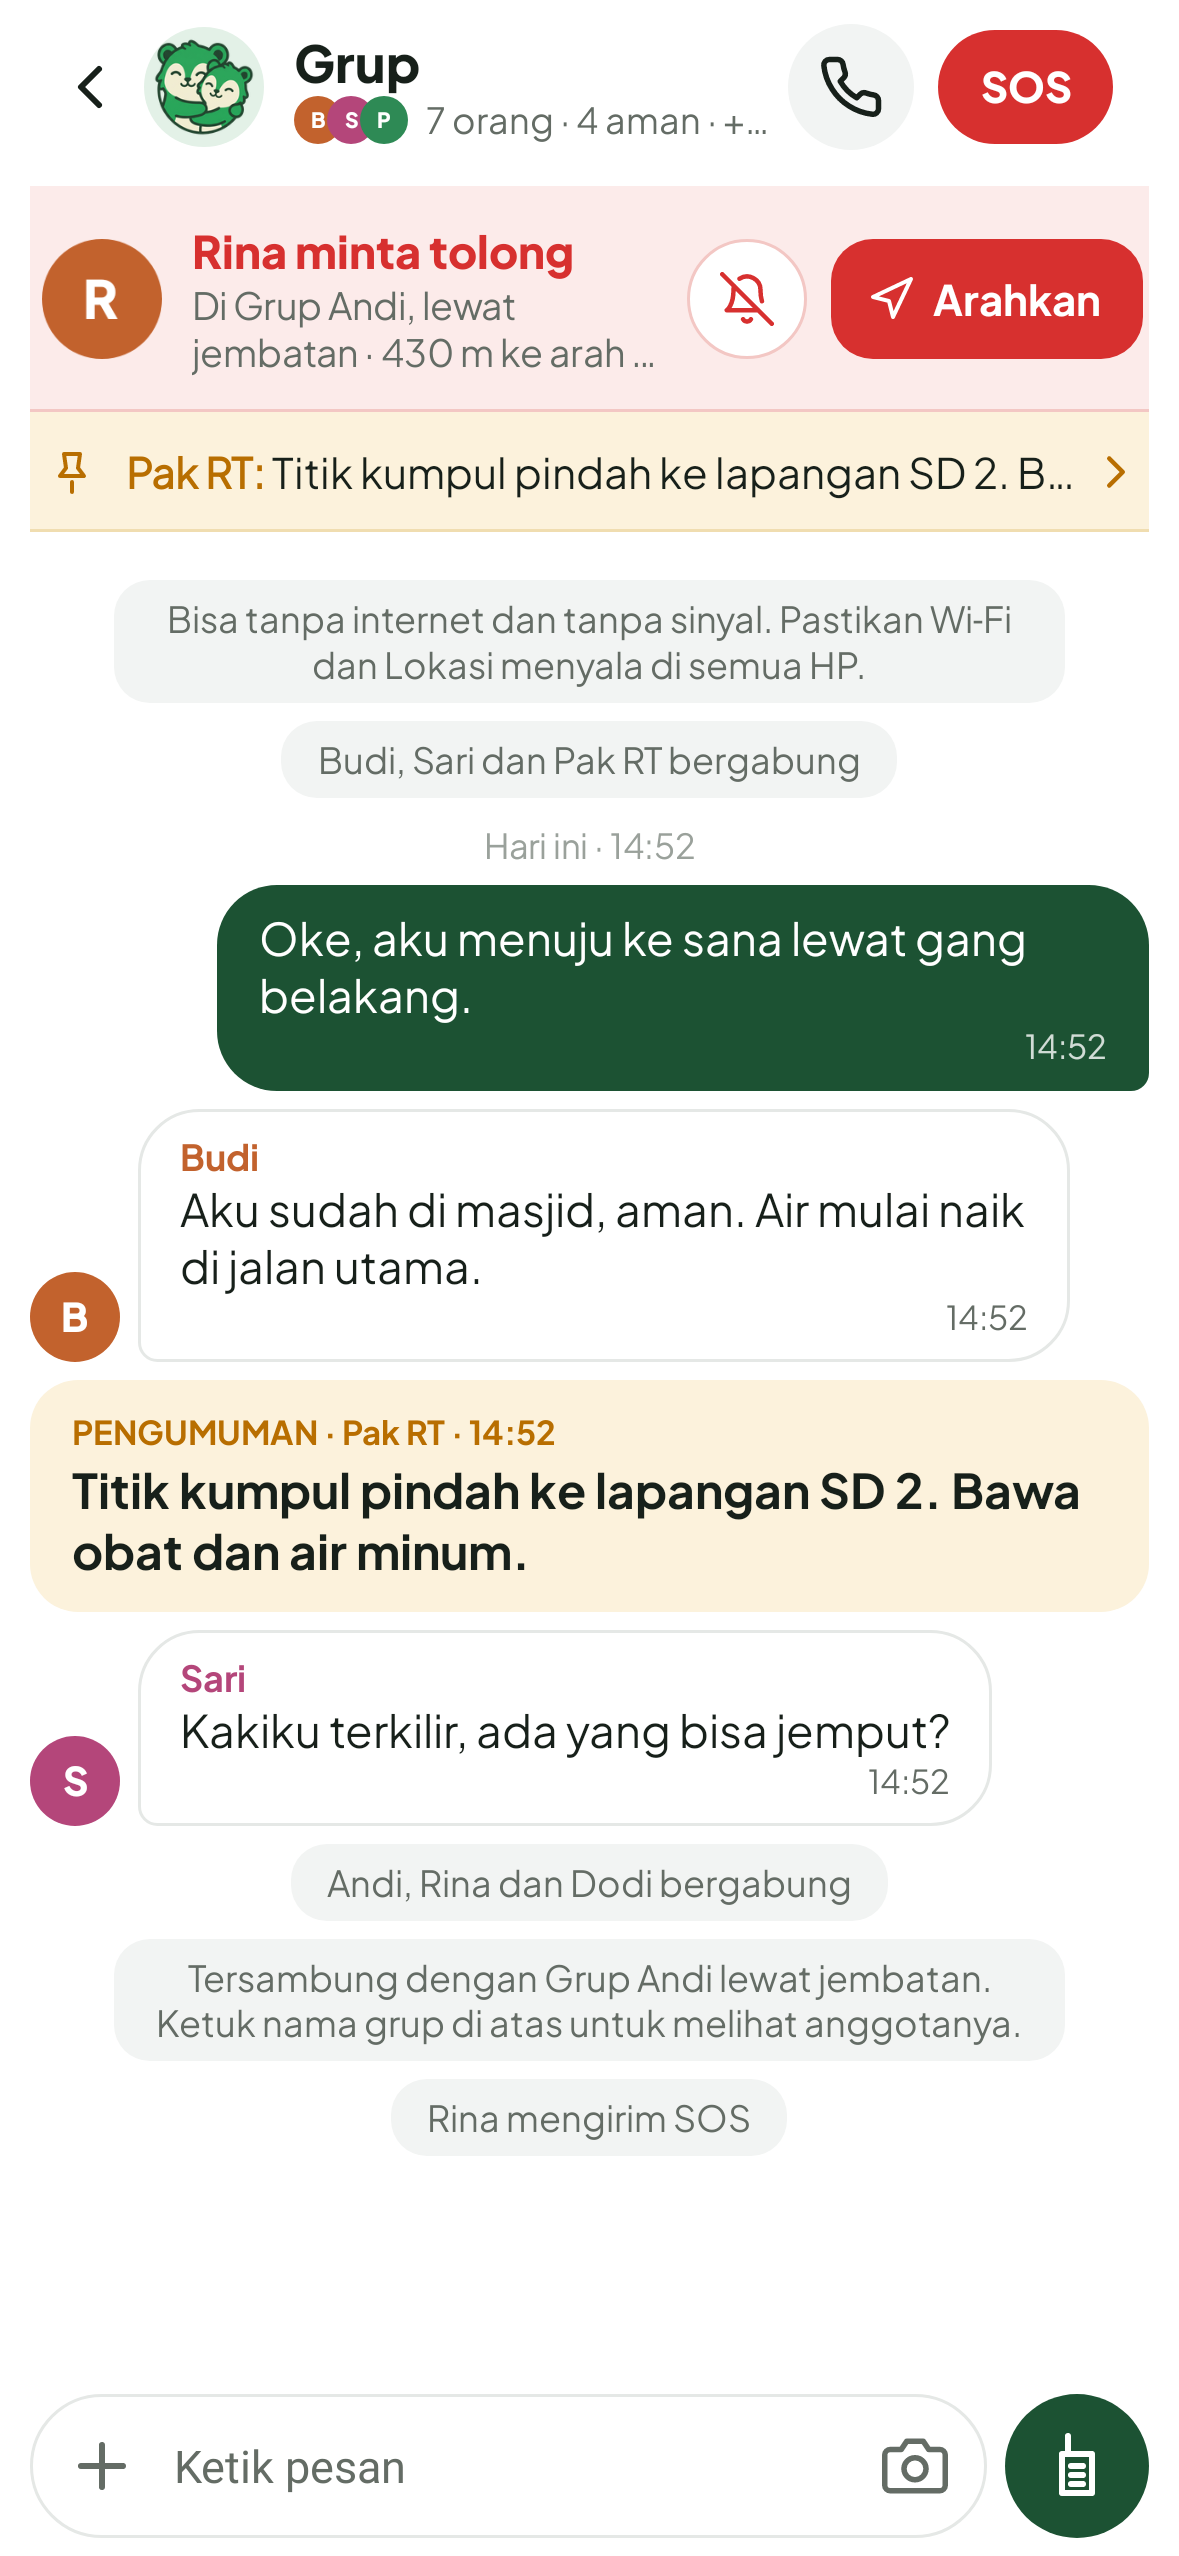 Grup
B S P 7 orang · 4 aman · +...
SOS
R
Rina minta tolong
Di Grup Andi, lewat
jembatan · 430 m ke arah ...
Arahkan
Pak RT: Titik kumpul pindah ke lapangan SD 2. B...
Bisa tanpa internet dan tanpa sinyal. Pastikan Wi-Fi
dan Lokasi menyala di semua HP.
Budi, Sari dan Pak RT bergabung
Hari ini · 14:52
Oke, aku menuju ke sana lewat gang
belakang.
14:52
Budi
Aku sudah di masjid, aman. Air mulai naik
di jalan utama.
14:52
B
PENGUMUMAN · Pak RT · 14:52
Titik kumpul pindah ke lapangan SD 2. Bawa
obat dan air minum.
Sari
Kakiku terkilir, ada yang bisa jemput?
14:52
S
Andi, Rina dan Dodi bergabung
Tersambung dengan Grup Andi lewat jembatan.
Ketuk nama grup di atas untuk melihat anggotanya.
Rina mengirim SOS
Ketik pesan